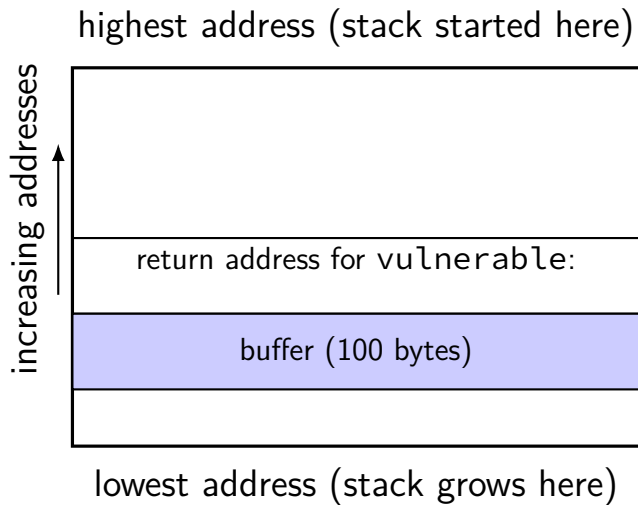 highest address (stack started here)
increasing addresses
return address for vulnerable:
buffer (100 bytes)
lowest address (stack grows here)